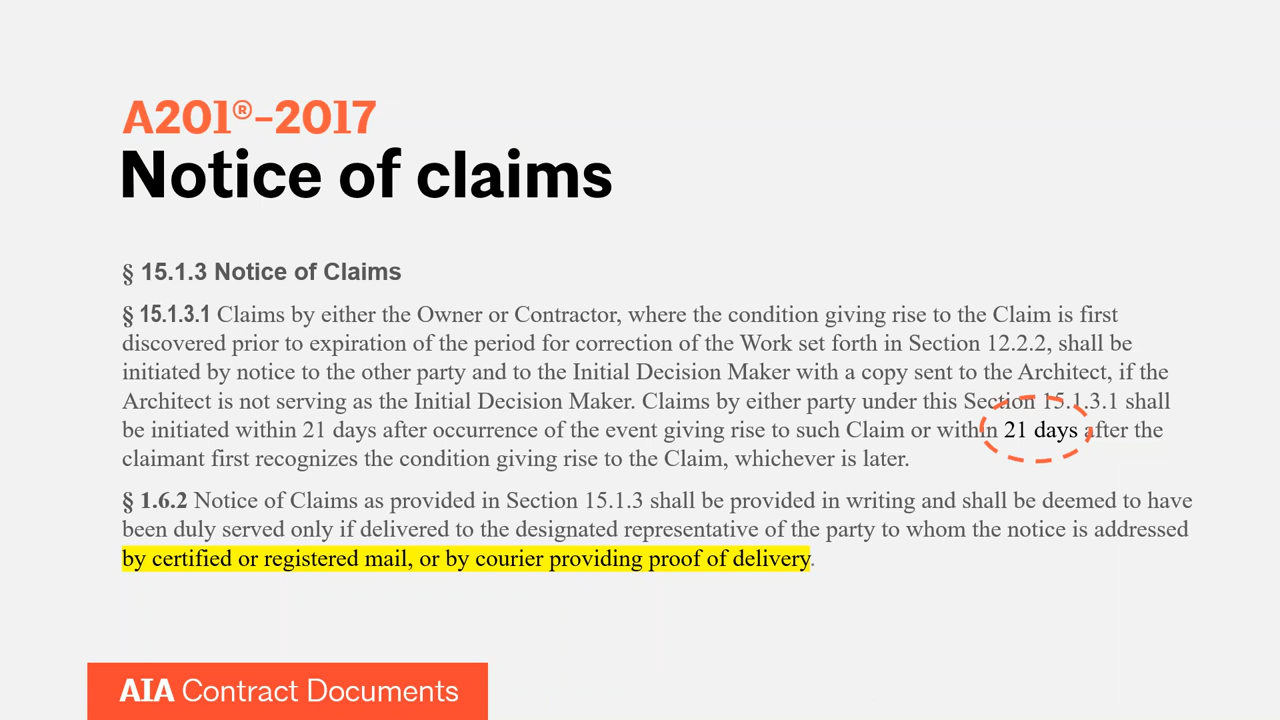 A201®–2017
Notice of claims
§ 15.1.3 Notice of Claims
§ 15.1.3.1 Claims by either the Owner or Contractor, where the condition giving rise to the Claim is first
discovered prior to expiration of the period for correction of the Work set forth in Section 12.2.2, shall be
initiated by notice to the other party and to the Initial Decision Maker with a copy sent to the Architect, if the
Architect is not serving as the Initial Decision Maker. Claims by either party under this Section 15.1.3.1 shall
be initiated within 21 days after occurrence of the event giving rise to such Claim or within 21 days after the
claimant first recognizes the condition giving rise to the Claim, whichever is later.
§ 1.6.2 Notice of Claims as provided in Section 15.1.3 shall be provided in writing and shall be deemed to have
been duly served only if delivered to the designated representative of the party to whom the notice is addressed
by certified or registered mail, or by courier providing proof of delivery.
AIA Contract Documents